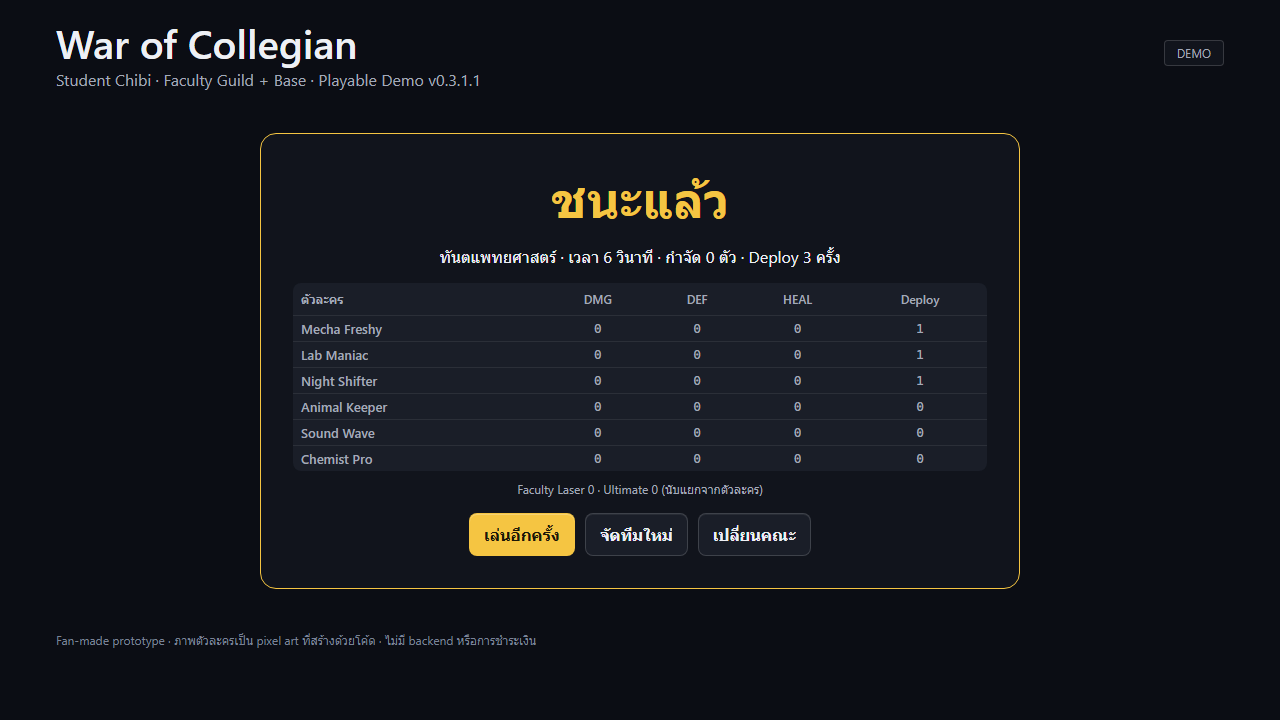 War of Collegian
Student Chibi · Faculty Guild + Base · Playable Demo v0.3.1.1
DEMO
ชนะแล้ว
ทันตแพทยศาสตร์ · เวลา 6 วินาที · กำจัด 0 ตัว · Deploy 3 ครั้ง
ตัวละคร DMG DEF HEAL Deploy
Mecha Freshy 0 0 0 1
Lab Maniac 0 0 0 1
Night Shifter 0 0 0 1
Animal Keeper 0 0 0 0
Sound Wave 0 0 0 0
Chemist Pro 0 0 0 0
Faculty Laser 0 · Ultimate 0 (นับแยกจากตัวละคร)
เล่นอีกครั้ง จัดทีมใหม่ เปลี่ยนคณะ
Fan-made prototype · ภาพตัวละครเป็น pixel art ที่สร้างด้วยโค้ด · ไม่มี backend หรือการชำระเงิน